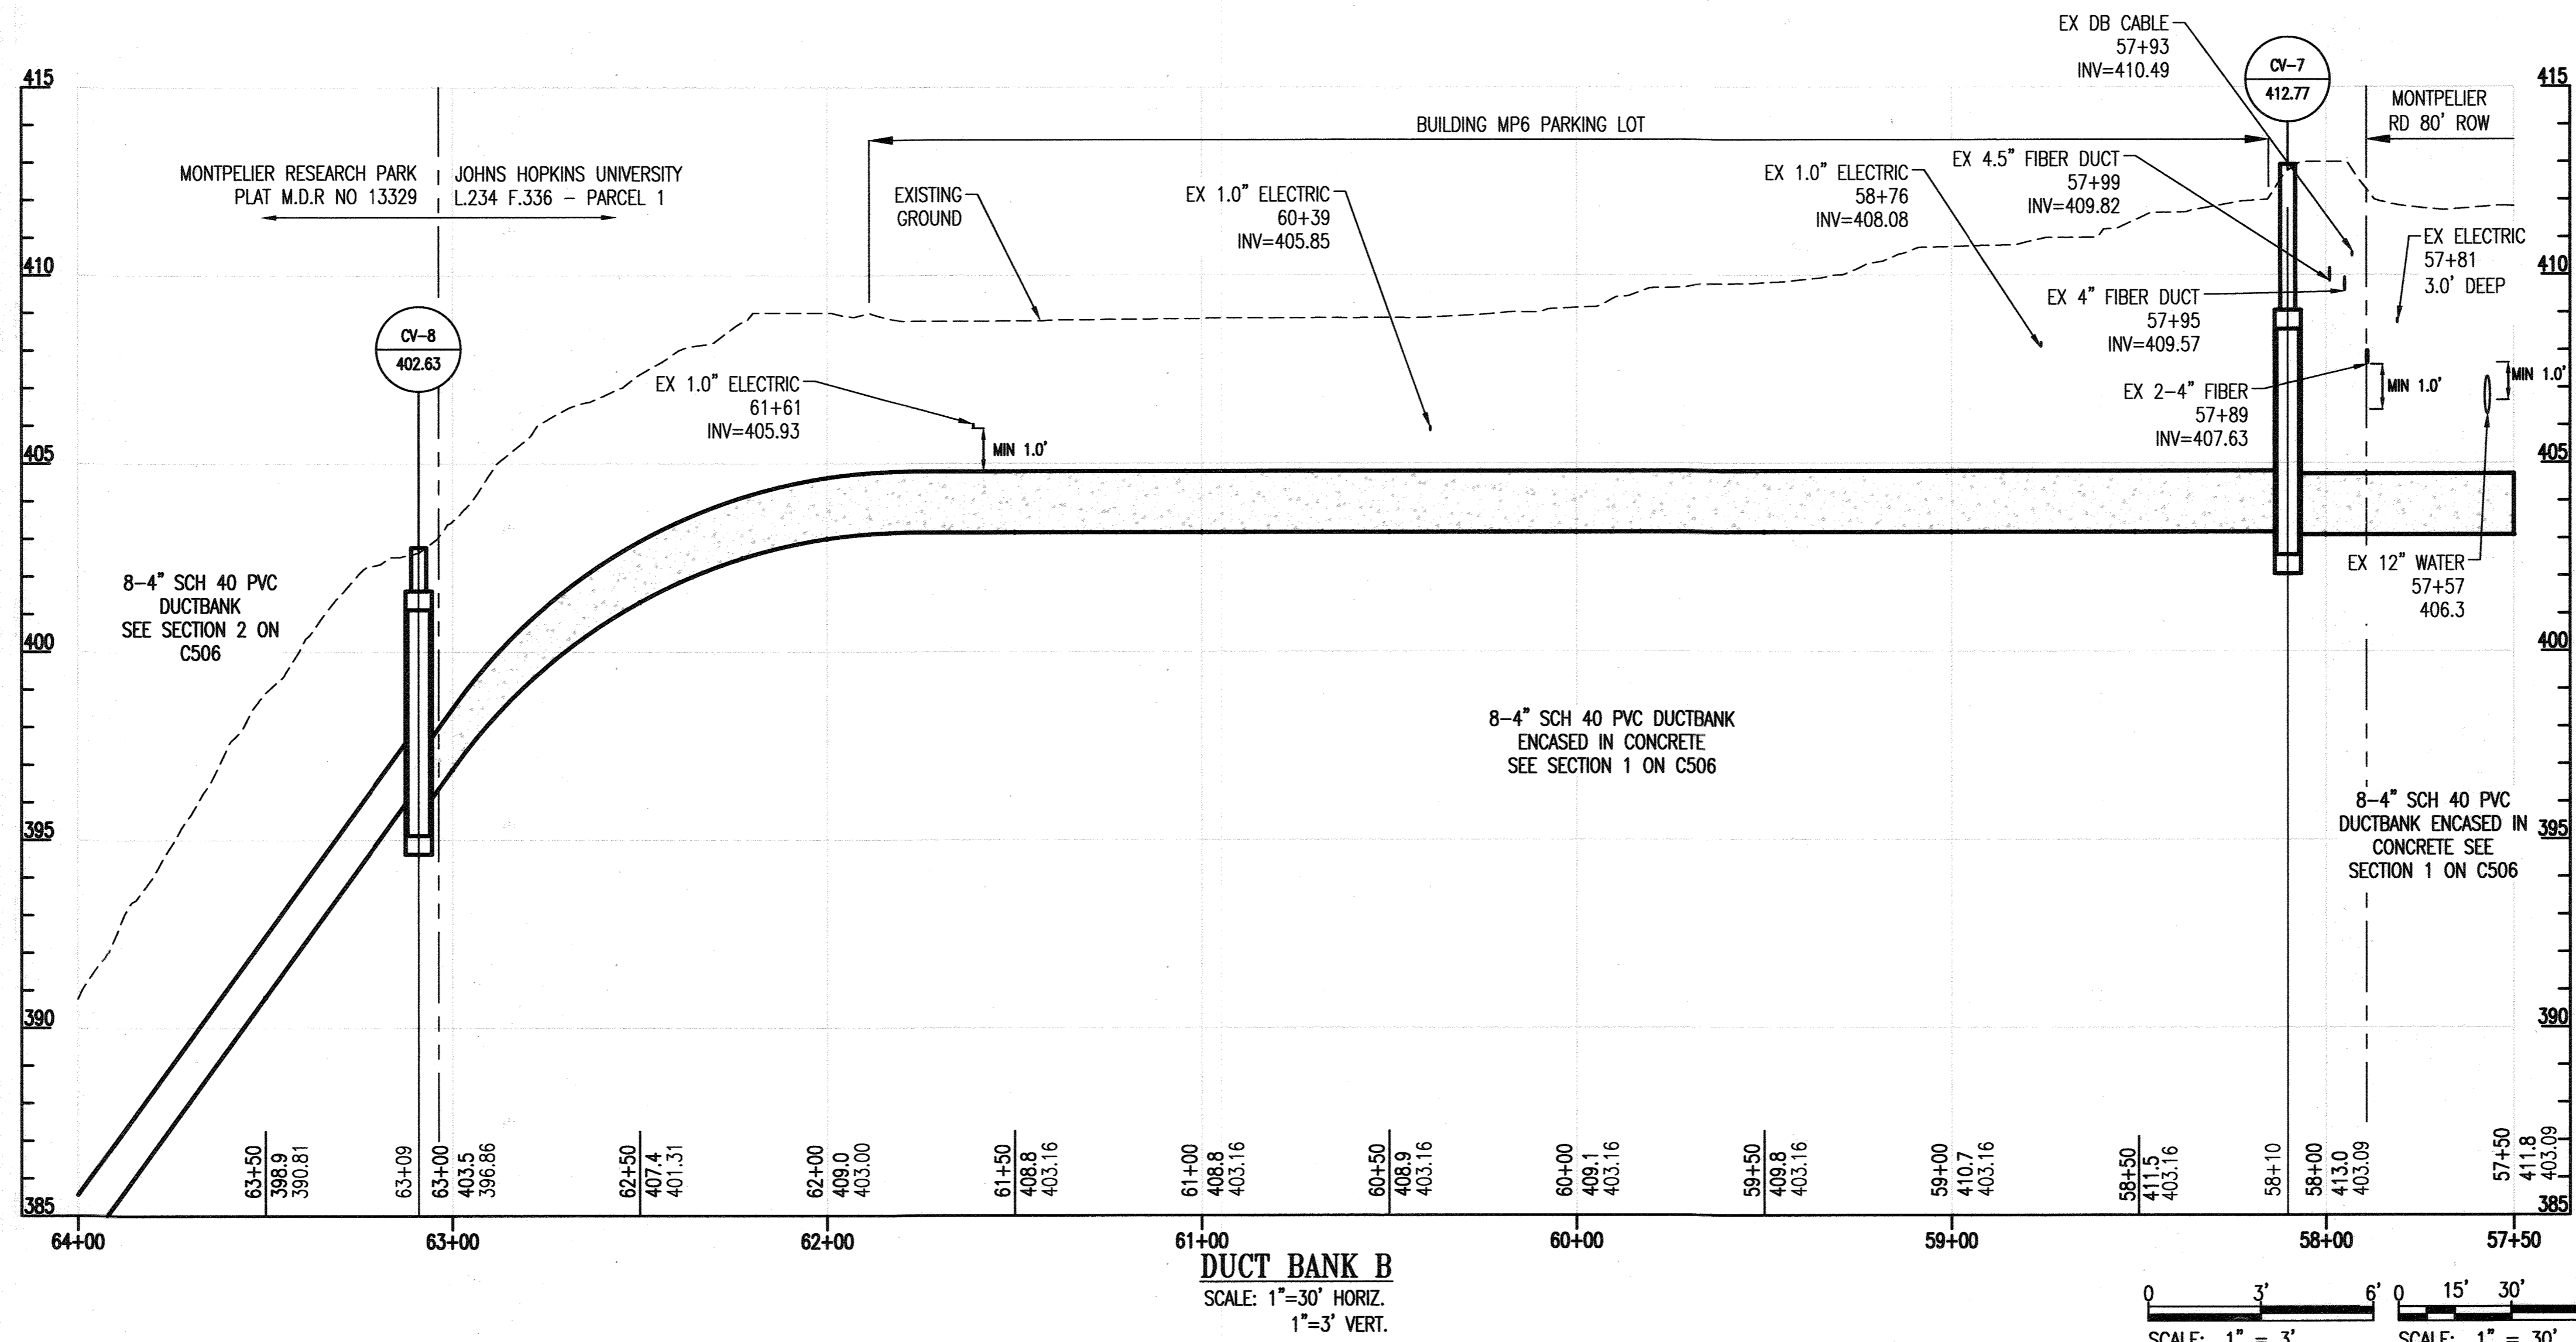 EX DB CABLE
57+93
INV=410.49
CV-7
412.77
415
415
MONTPELIER
RD 80' ROW
BUILDING MP6 PARKING LOT
MONTPELIER RESEARCH PARK
PLAT M.D.R NO 13329
JOHNS HOPKINS UNIVERSITY
L.234 F.336 - PARCEL 1
EXISTING
GROUND
EX 1.0" ELECTRIC
60+39
INV=405.85
EX 1.0" ELECTRIC
58+76
INV=408.08
EX 4.5" FIBER DUCT
57+99
INV=409.82
EX ELECTRIC
57+81
3.0' DEEP
410
410
EX 4" FIBER DUCT
57+95
INV=409.57
CV-8
402.63
EX 1.0" ELECTRIC
61+61
INV=405.93
MIN 1.0'
EX 2-4" FIBER
57+89
INV=407.63
MIN 1.0'
MIN 1.0'
405
405
EX 12" WATER
57+57
406.3
8-4" SCH 40 PVC
DUCTBANK
SEE SECTION 2 ON
C506
400
400
8-4" SCH 40 PVC DUCTBANK
ENCASED IN CONCRETE
SEE SECTION 1 ON C506
8-4" SCH 40 PVC
DUCTBANK ENCASED IN
CONCRETE SEE
SECTION 1 ON C506
395
395
390
390
63+50
398.9
390.81
63+09
63+00
403.5
396.86
62+50
407.4
401.31
62+00
409.0
403.00
61+50
408.8
403.16
61+00
408.8
403.16
60+50
408.9
403.16
60+00
409.1
403.16
59+50
409.8
403.16
59+00
410.7
403.16
58+50
411.5
403.16
58+10
58+00
413.0
403.09
57+50
411.8
403.09
385
385
64+00
63+00
62+00
61+00
60+00
59+00
58+00
57+50
DUCT BANK B
SCALE: 1"=30' HORIZ.
1"=3' VERT.
0 3' 6'
SCALE: 1" = 3'
0 15' 30'
SCALE: 1" = 30'